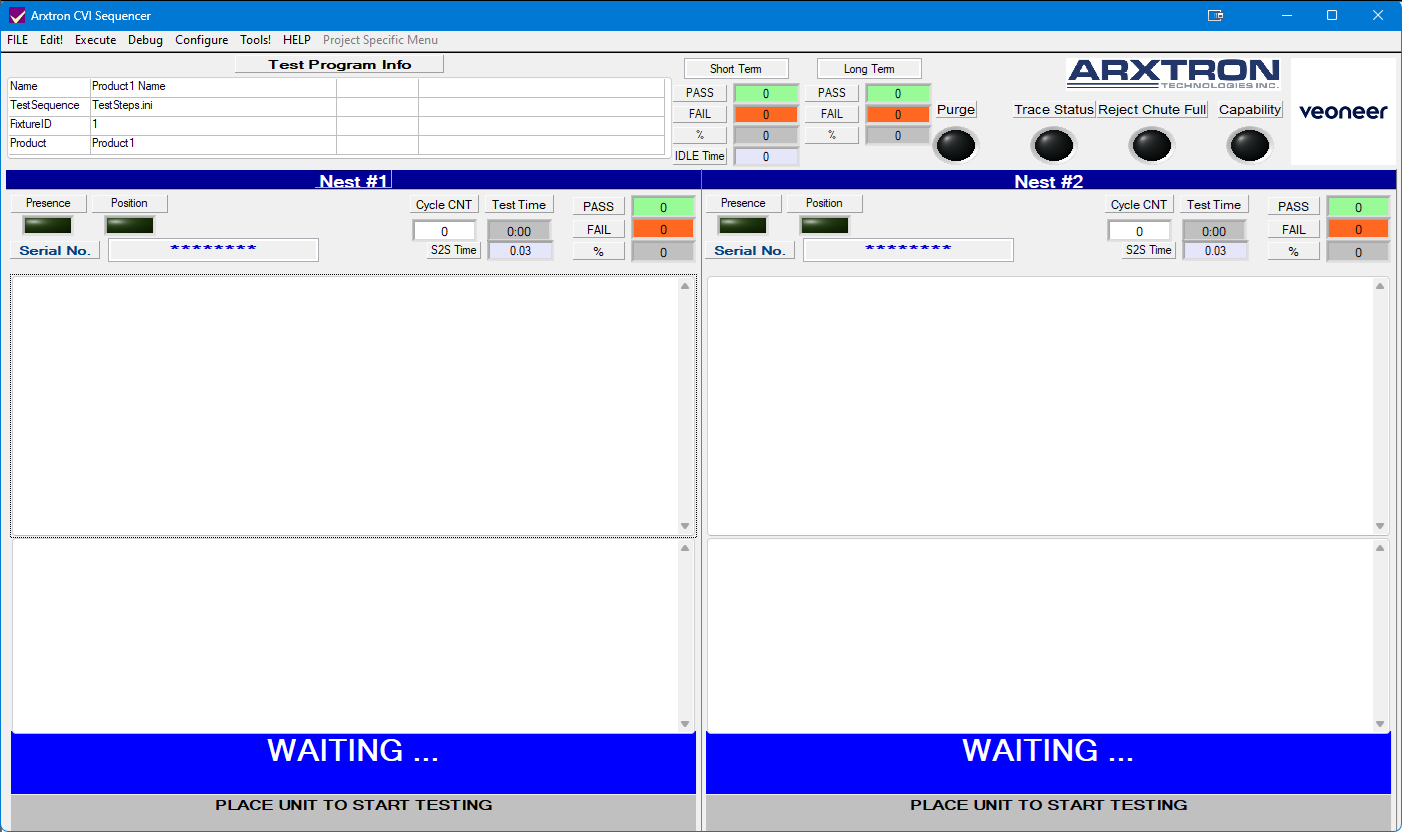 Arxtron CVI Sequencer
FILE Edit! Execute Debug Configure Tools! HELP Project Specific Menu
Test Program Info
Name Product1 Name
TestSequence TestSteps.ini
FixtureID 1
Product Product1
Short Term Long Term
PASS 0 PASS 0
FAIL 0 FAIL 0
% 0 % 0
IDLE Time 0
Purge Trace Status Reject Chute Full Capability
ARXTRON
TECHNOLOGIES INC.
veoneer
Nest #1
Presence Position Cycle CNT Test Time PASS 0
0 0:00 FAIL 0
Serial No. ******** S2S Time 0.03 % 0
WAITING ...
PLACE UNIT TO START TESTING
Nest #2
Presence Position Cycle CNT Test Time PASS 0
0 0:00 FAIL 0
Serial No. ******** S2S Time 0.03 % 0
WAITING ...
PLACE UNIT TO START TESTING